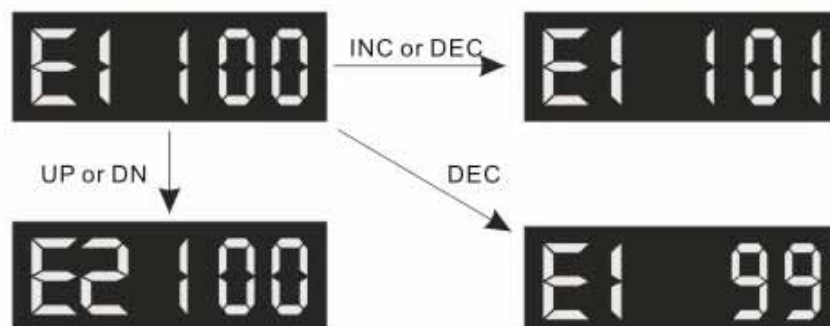 E1 100
INC or DEC
E1 101
UP or DN
DEC
E2 100
E1 99